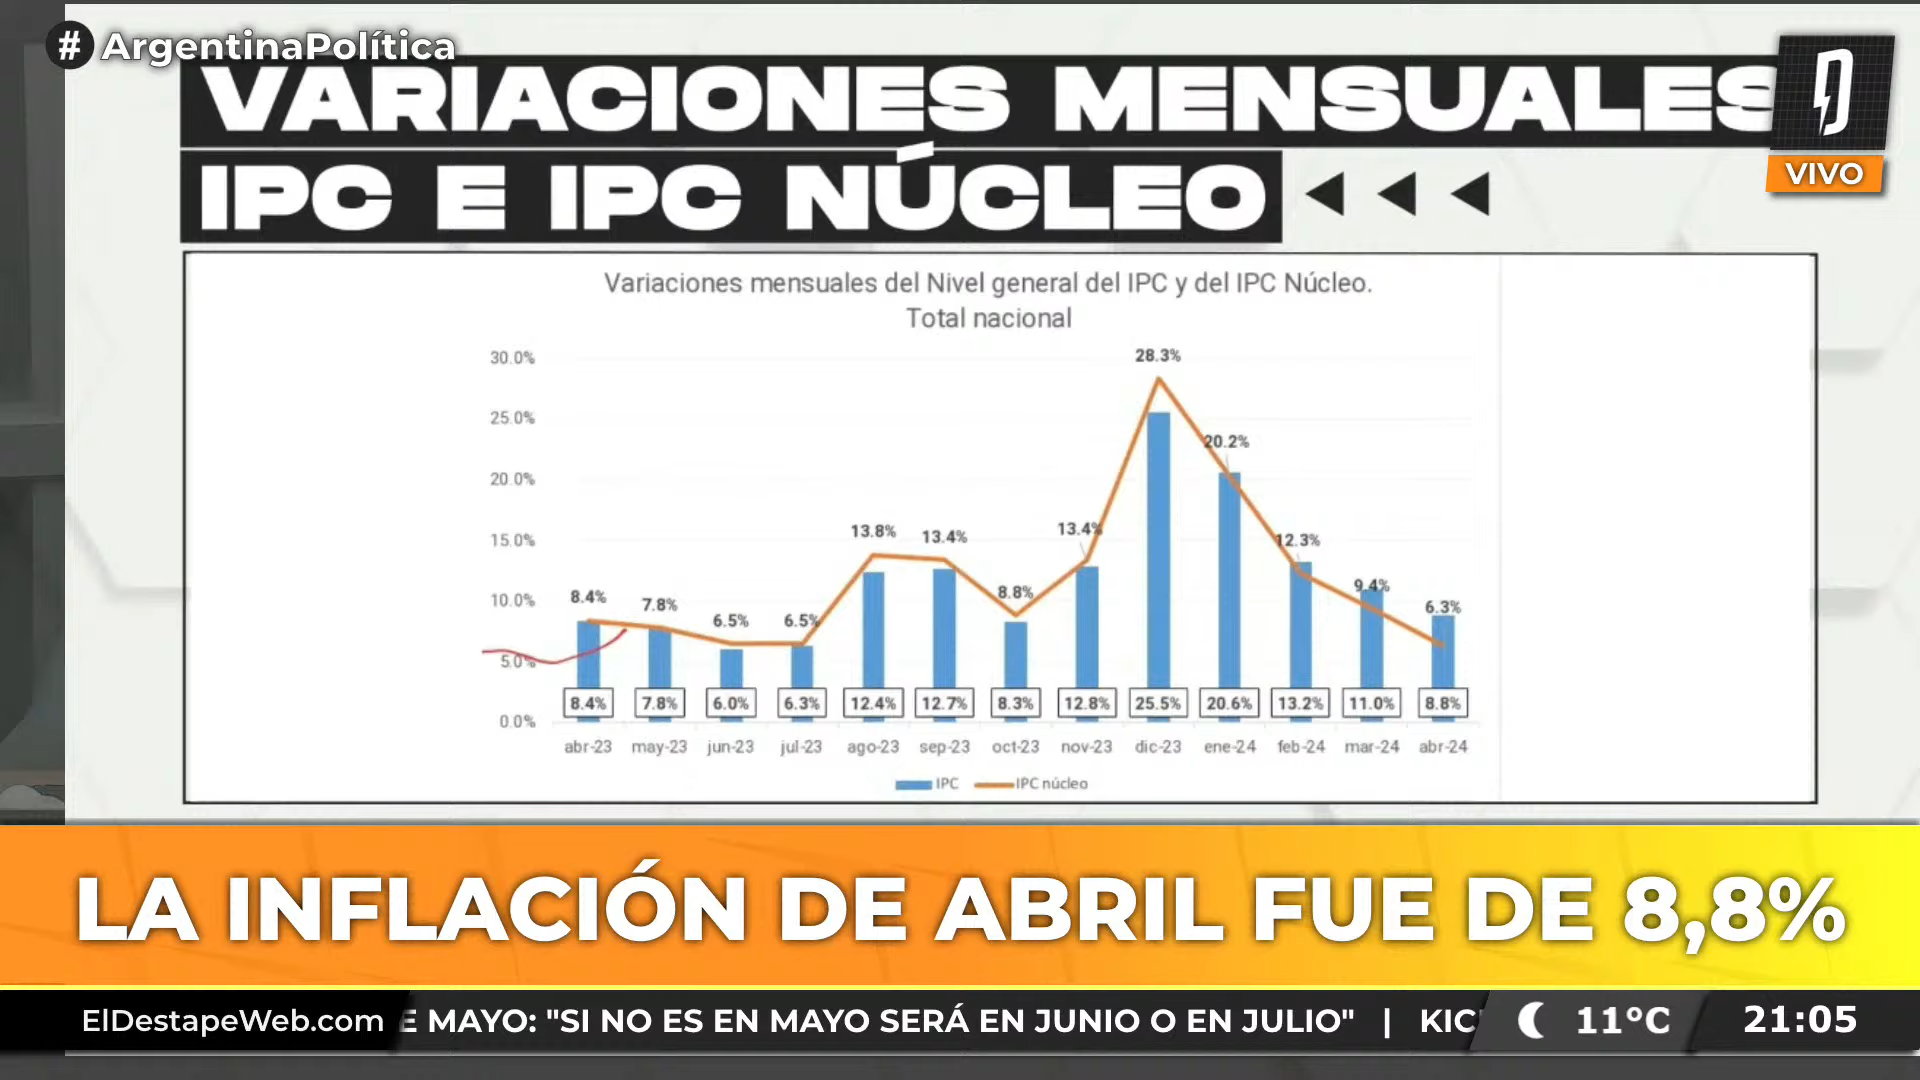 # ArgentinaPolítica
VARIACIONES MENSUALES
IPC E IPC NÚCLEO
VIVO
Variaciones mensuales del Nivel general del IPC y del IPC Núcleo.
Total nacional
30.0%
25.0%
20.0%
15.0%
10.0%
5.0%
0.0%
8.4% 7.8% 6.5% 6.5% 13.8% 13.4% 8.8% 13.4% 28.3% 20.2% 12.3% 9.4% 6.3%
8.4% 7.8% 6.0% 6.3% 12.4% 12.7% 8.3% 12.8% 25.5% 20.6% 13.2% 11.0% 8.8%
abr-23 may-23 jun-23 jul-23 ago-23 sep-23 oct-23 nov-23 dic-23 ene-24 feb-24 mar-24 abr-24
IPC IPC núcleo
LA INFLACIÓN DE ABRIL FUE DE 8,8%
ElDestapeWeb.com E MAYO: "SI NO ES EN MAYO SERÁ EN JUNIO O EN JULIO" | KIC 11°C 21:05